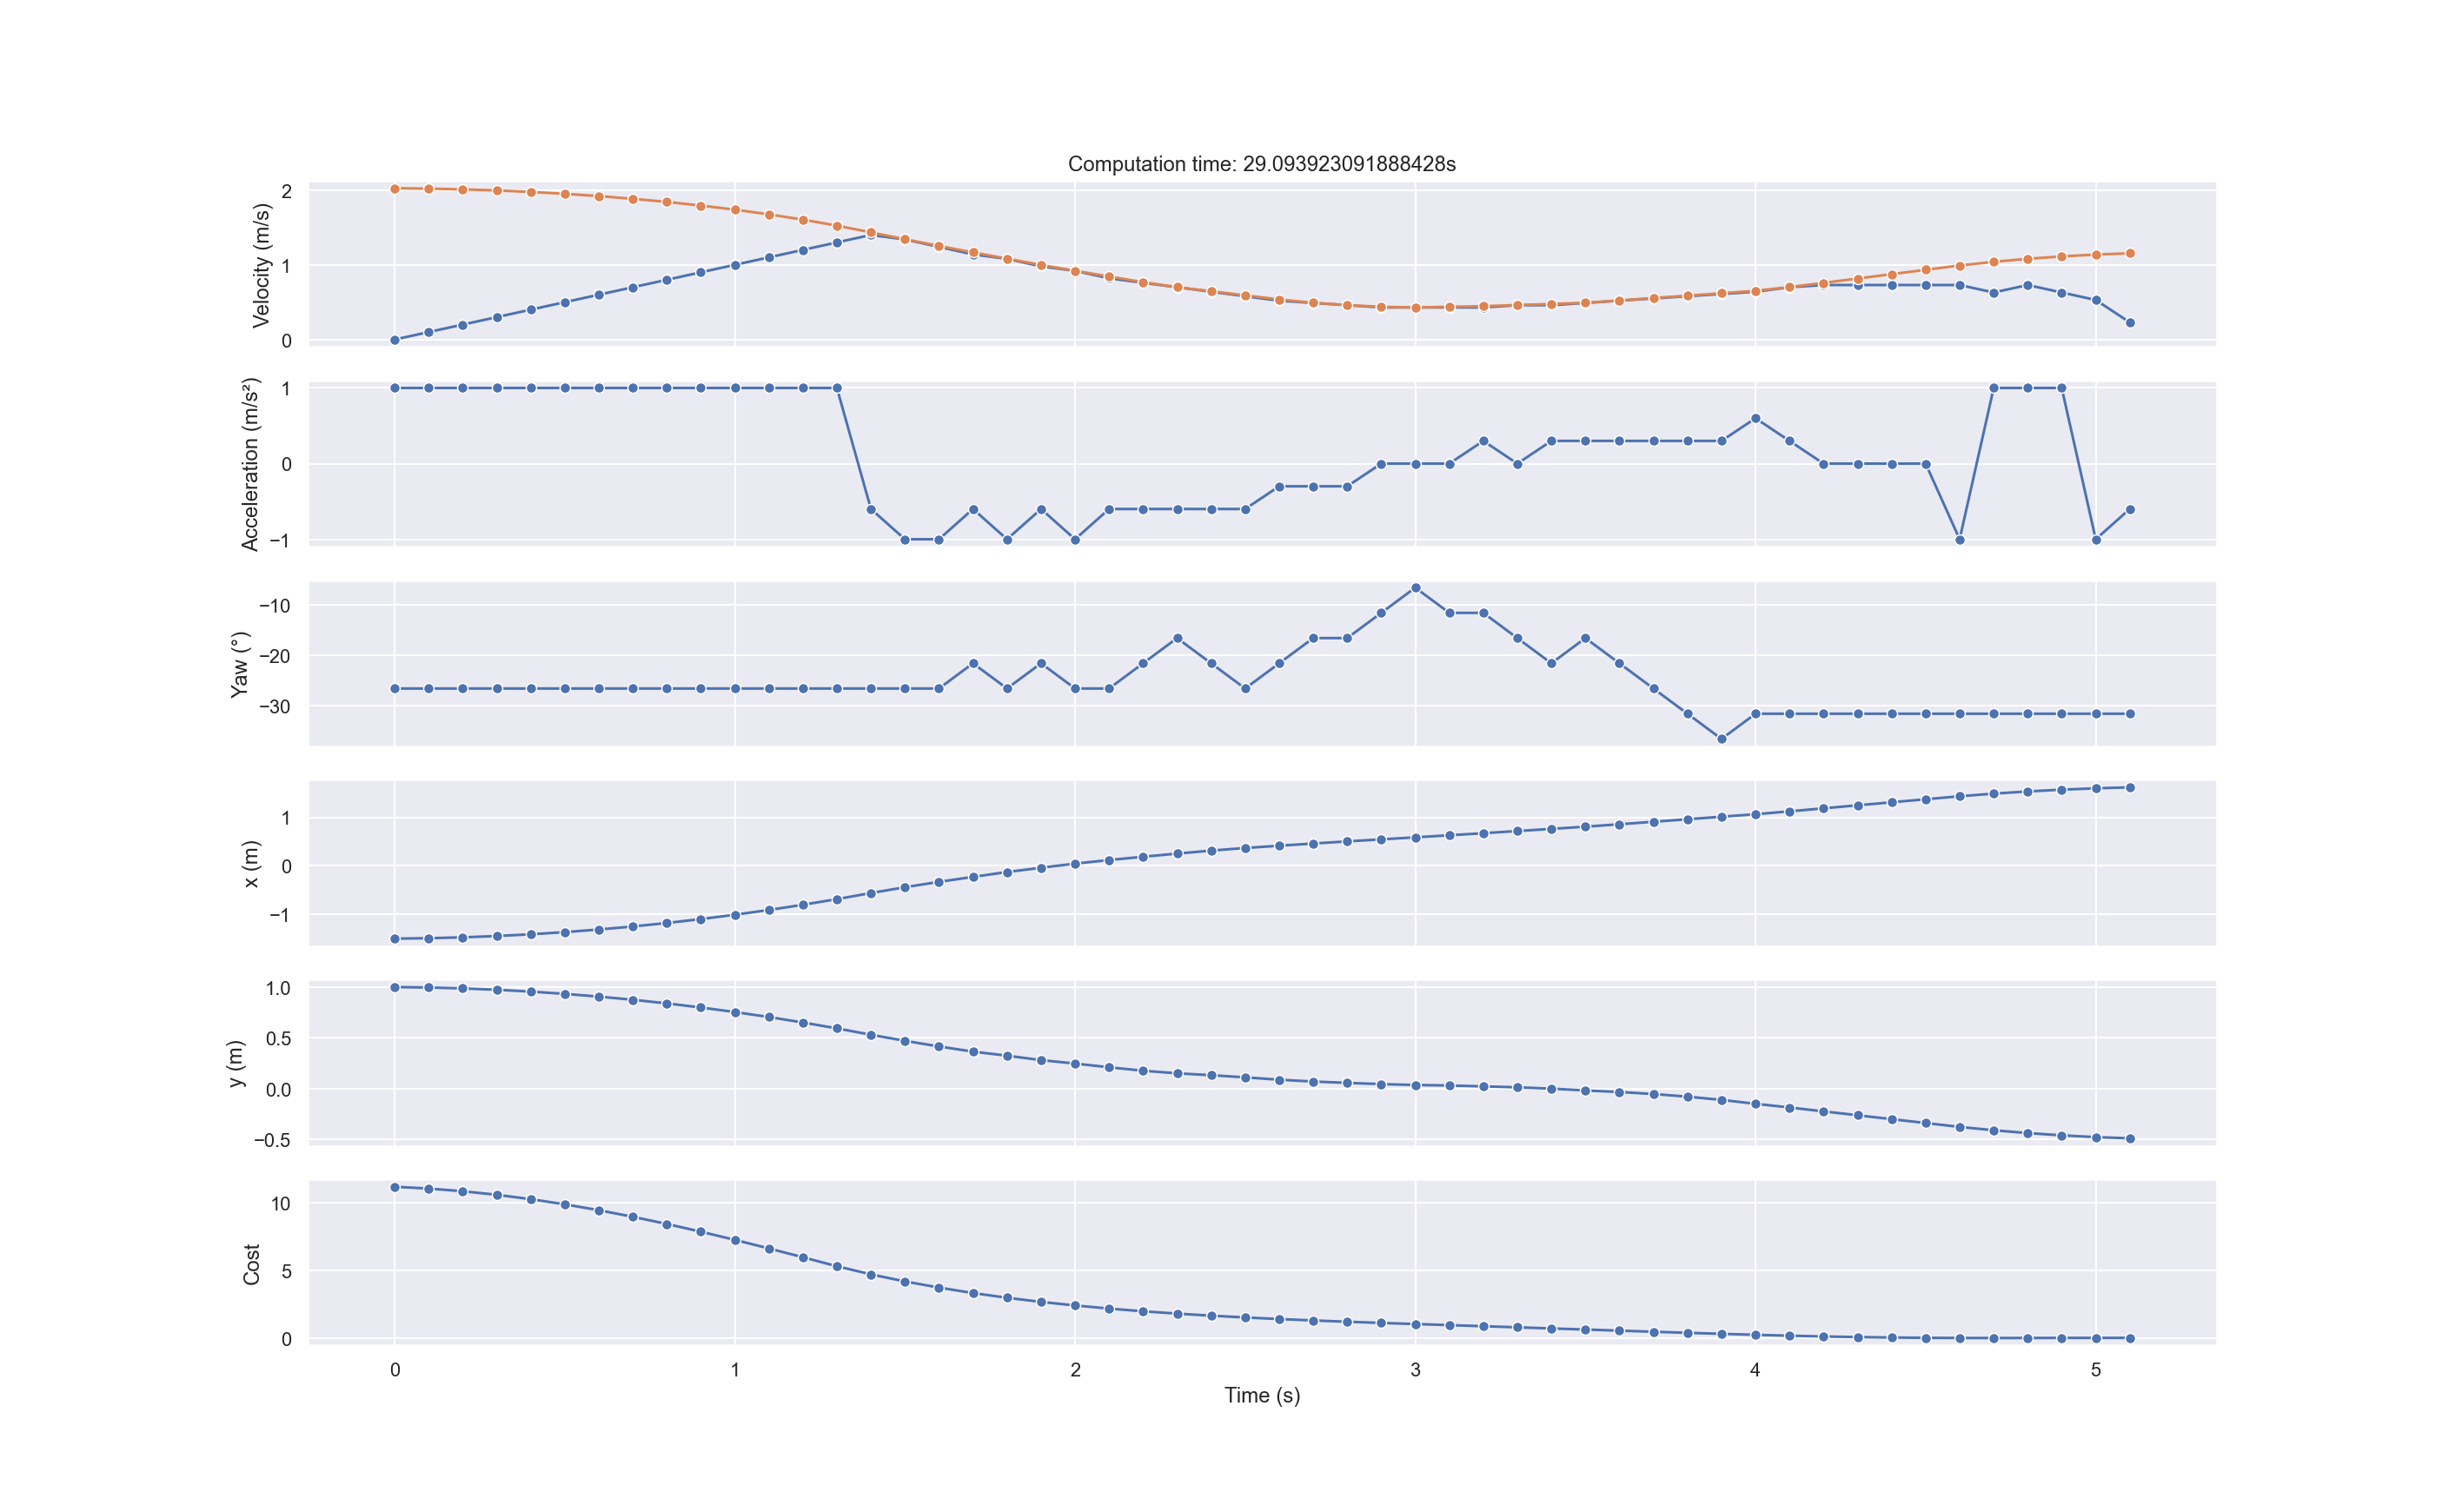 Computation time: 29.093923091888428s
Velocity (m/s)
2
1
0
Acceleration (m/s²)
1
0
−1
Yaw (°)
−10
−20
−30
x (m)
1
0
−1
y (m)
1.0
0.5
0.0
−0.5
Cost
10
5
0
0 1 2 3 4 5
Time (s)